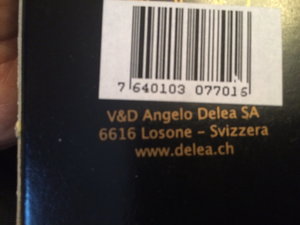 7 640103 077015
V&D Angelo Delea SA
6616 Losone - Svizzera
www.delea.ch